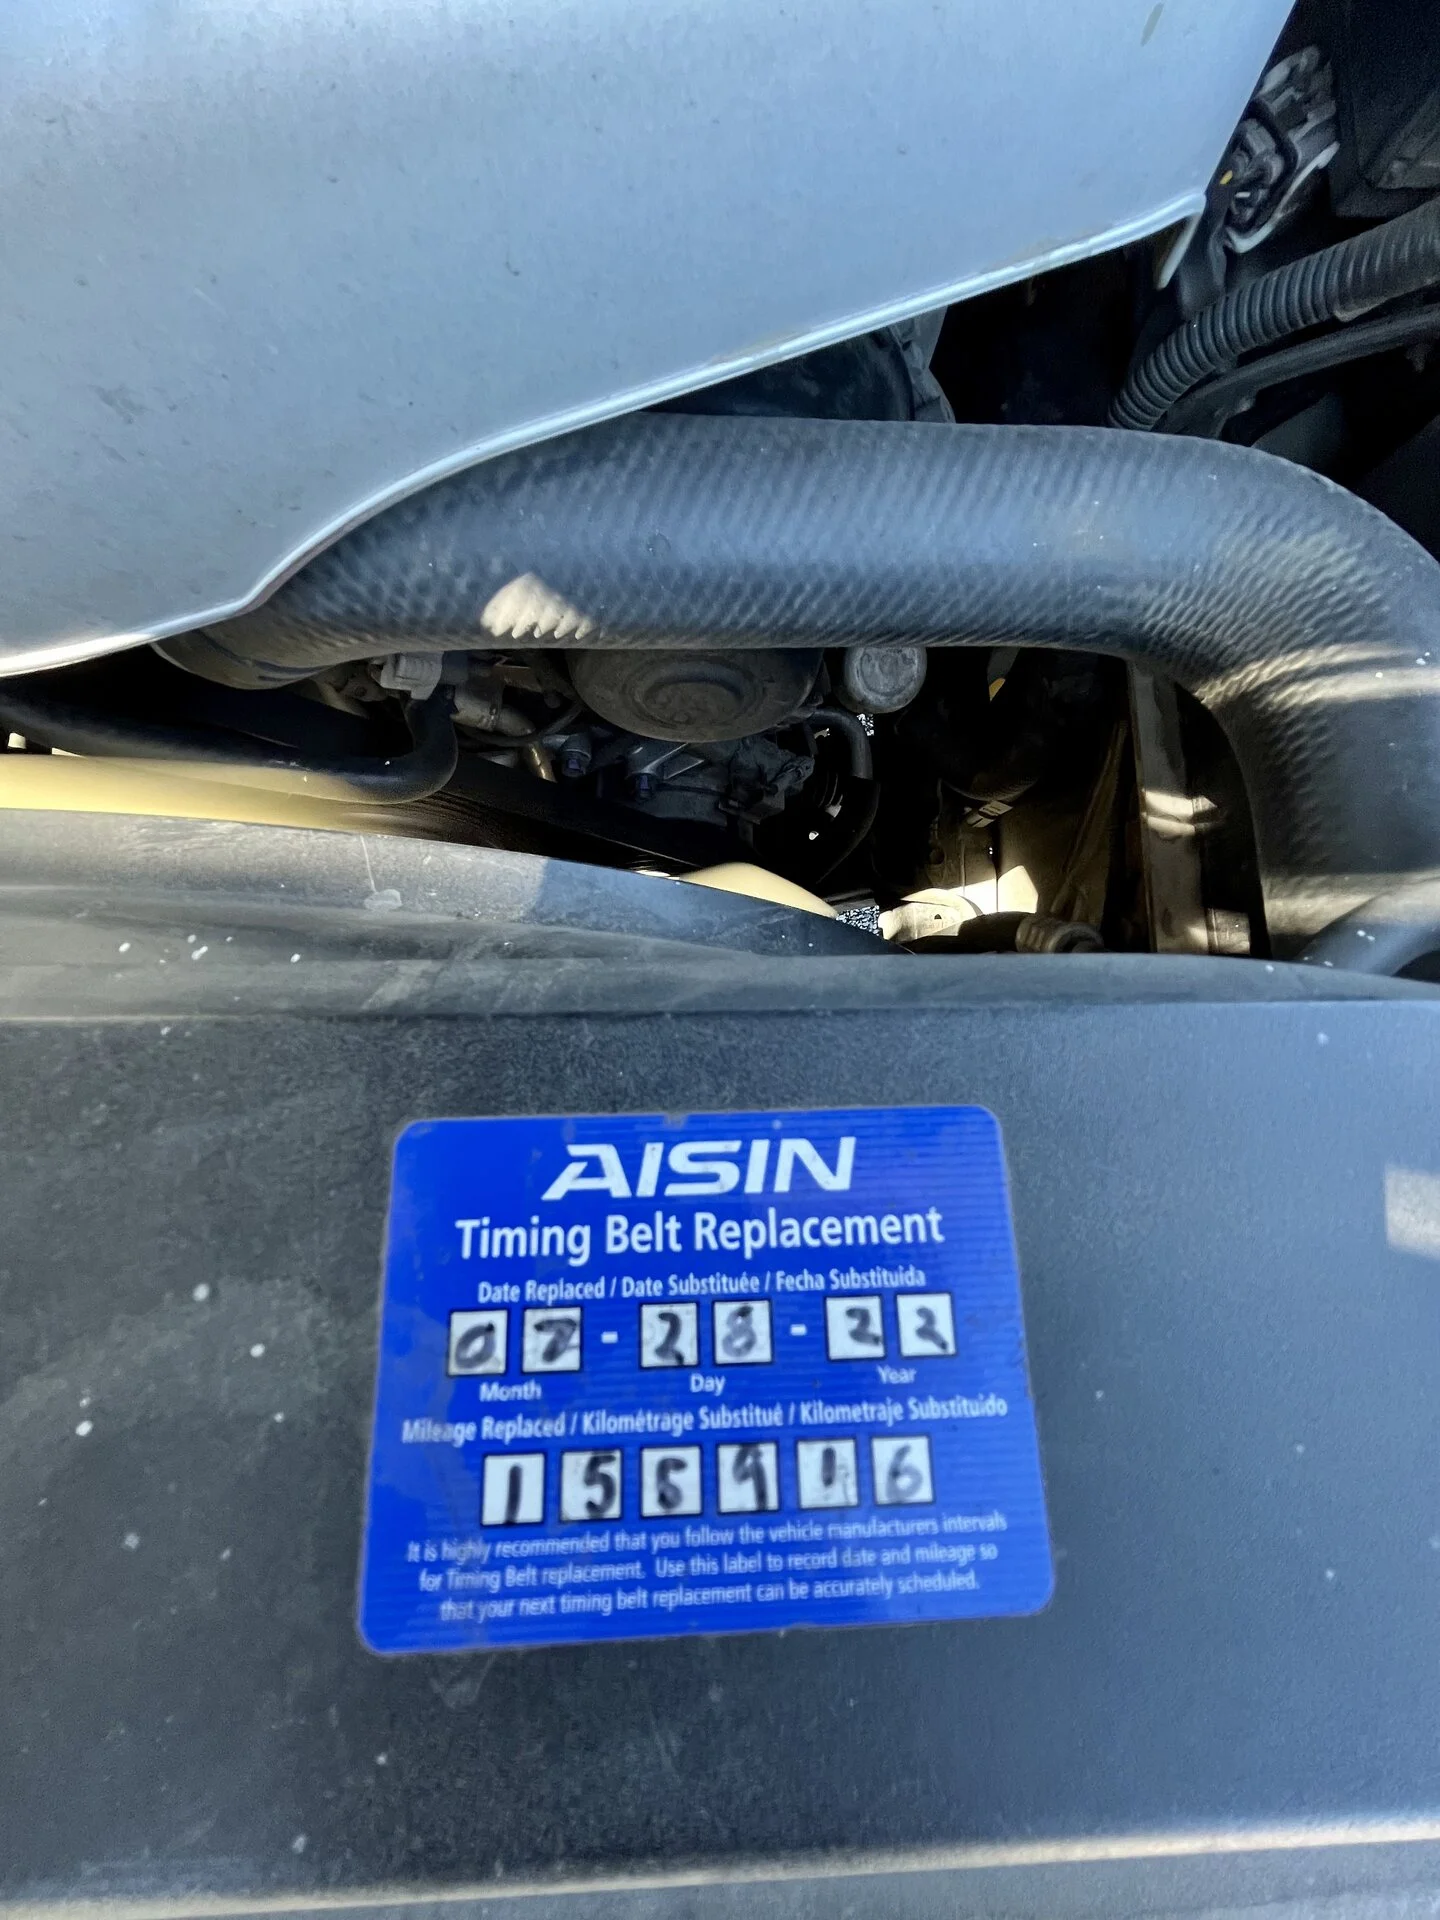 AISIN
Timing Belt Replacement
Date Replaced / Date Substituée / Fecha Substituida
07 - 28 - 22
Month Day Year
Mileage Replaced / Kilométrage Substitué / Kilometraje Substituido
It is highly recommended that you follow the vehicle manufacturers intervals
for Timing Belt replacement. Use this label to record date and mileage so
that your next timing belt replacement can be accurately scheduled.